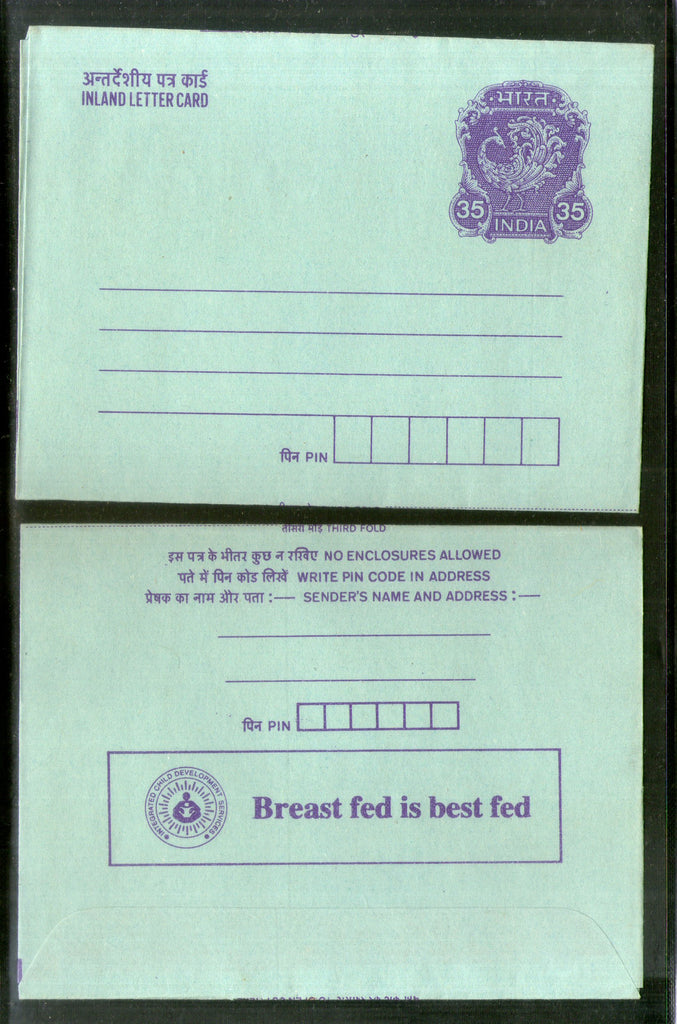 अन्तर्देशीय पत्र कार्ड
INLAND LETTER CARD
भारत
35 35
INDIA
पिन PIN
तीसरा मोड़ THIRD FOLD
इस पत्र के भीतर कुछ न रखिए NO ENCLOSURES ALLOWED
पते में पिन कोड लिखें WRITE PIN CODE IN ADDRESS
प्रेषक का नाम और पता :— SENDER'S NAME AND ADDRESS :—
पिन PIN
INTEGRATED CHILD DEVELOPMENT SERVICES
Breast fed is best fed